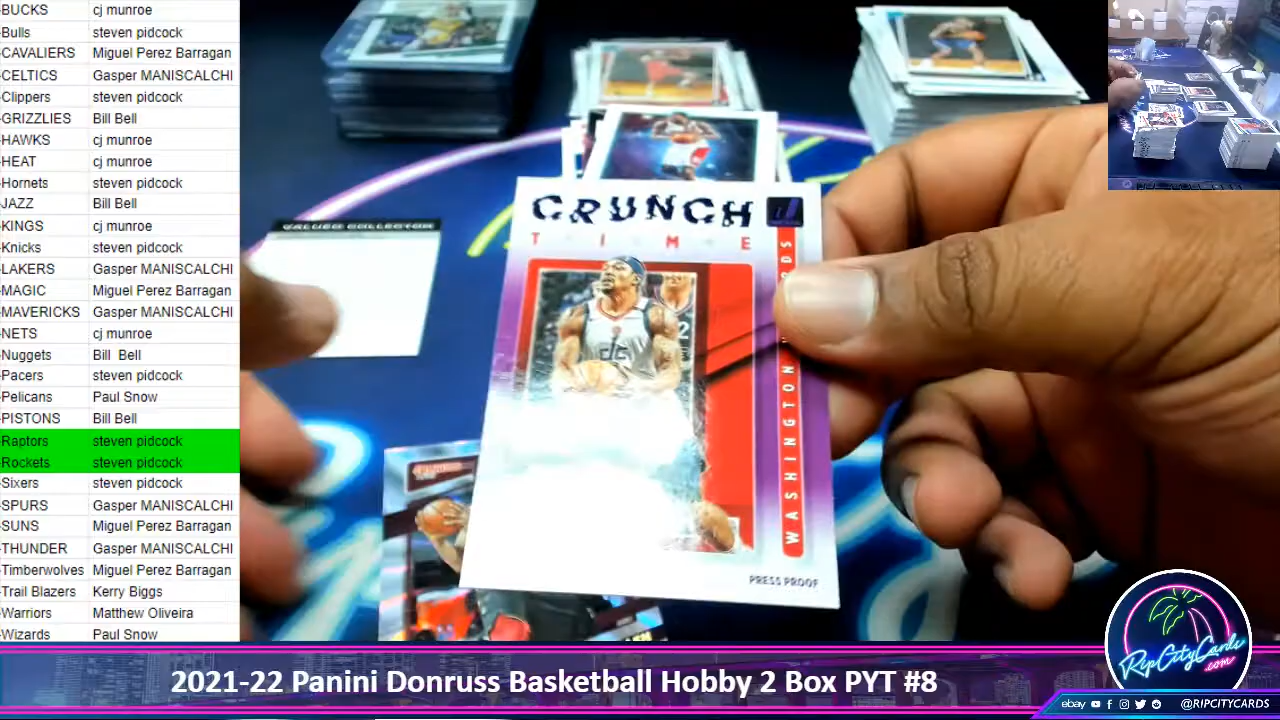 -BUCKS cj munroe
-Bulls steven pidcock
-CAVALIERS Miguel Perez Barragan
-CELTICS Gasper MANISCALCHI
-Clippers steven pidcock
-GRIZZLIES Bill Bell
-HAWKS cj munroe
-HEAT cj munroe
-Hornets steven pidcock
-JAZZ Bill Bell
-KINGS cj munroe
-Knicks steven pidcock
-LAKERS Gasper MANISCALCHI
-MAGIC Miguel Perez Barragan
-MAVERICKS Gasper MANISCALCHI
-NETS cj munroe
-Nuggets Bill Bell
-Pacers steven pidcock
-Pelicans Paul Snow
-PISTONS Bill Bell
-Raptors steven pidcock
-Rockets steven pidcock
-Sixers steven pidcock
-SPURS Gasper MANISCALCHI
-SUNS Miguel Perez Barragan
-THUNDER Gasper MANISCALCHI
-Timberwolves Miguel Perez Barragan
-Trail Blazers Kerry Biggs
-Warriors Matthew Oliveira
-Wizards Paul Snow
VALUED COLLECTOR
CRUNCH
TIME
WASHINGTON
PRESS PROOF
RipCityCards
.com
2021-22 Panini Donruss Basketball Hobby 2 Box PYT #8
ebay @RIPCITYCARDS